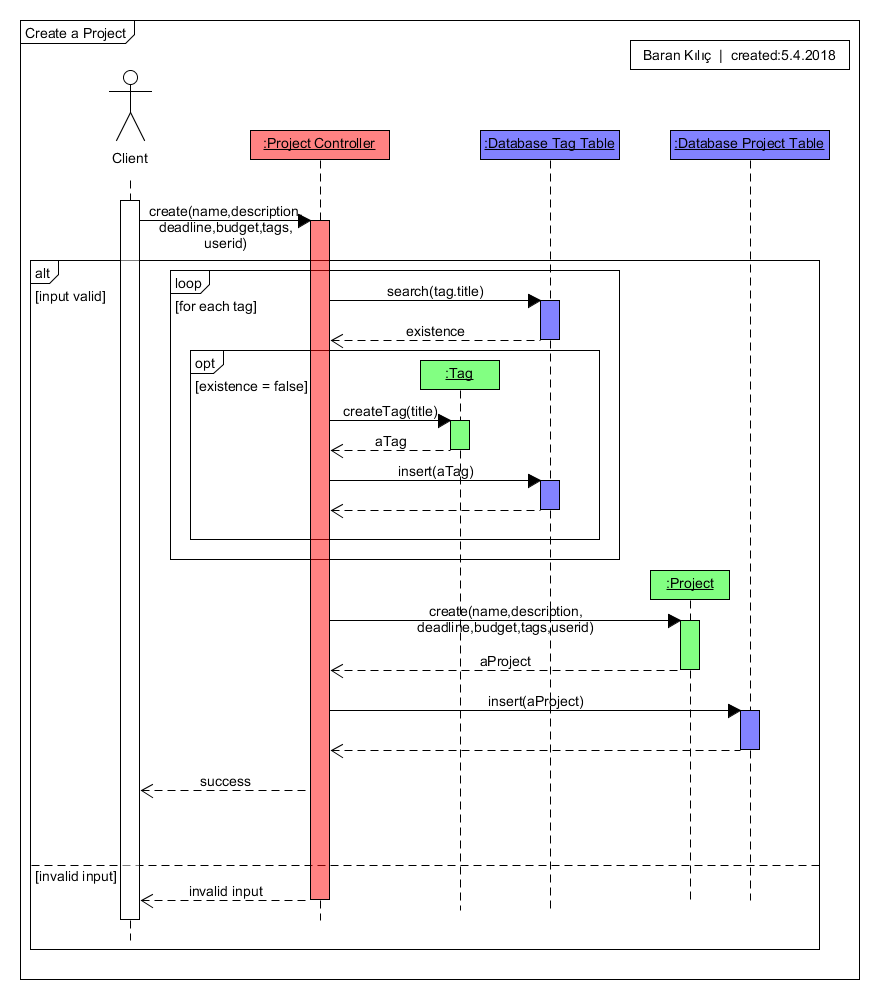 Create a Project
Baran Kılıç | created:5.4.2018
Client
:Project Controller
:Database Tag Table
:Database Project Table
create(name,description,
deadline,budget,tags,
userid)
alt
[input valid]
loop
[for each tag]
search(tag.title)
existence
opt
[existence = false]
:Tag
createTag(title)
aTag
insert(aTag)
:Project
create(name,description,
deadline,budget,tags,userid)
aProject
insert(aProject)
success
[invalid input]
invalid input